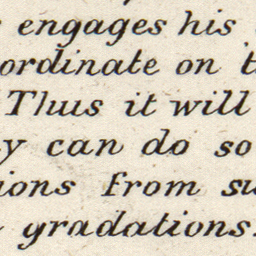 engages his
ordinate on
Thus it will
y can do so
ions from su
gradations.